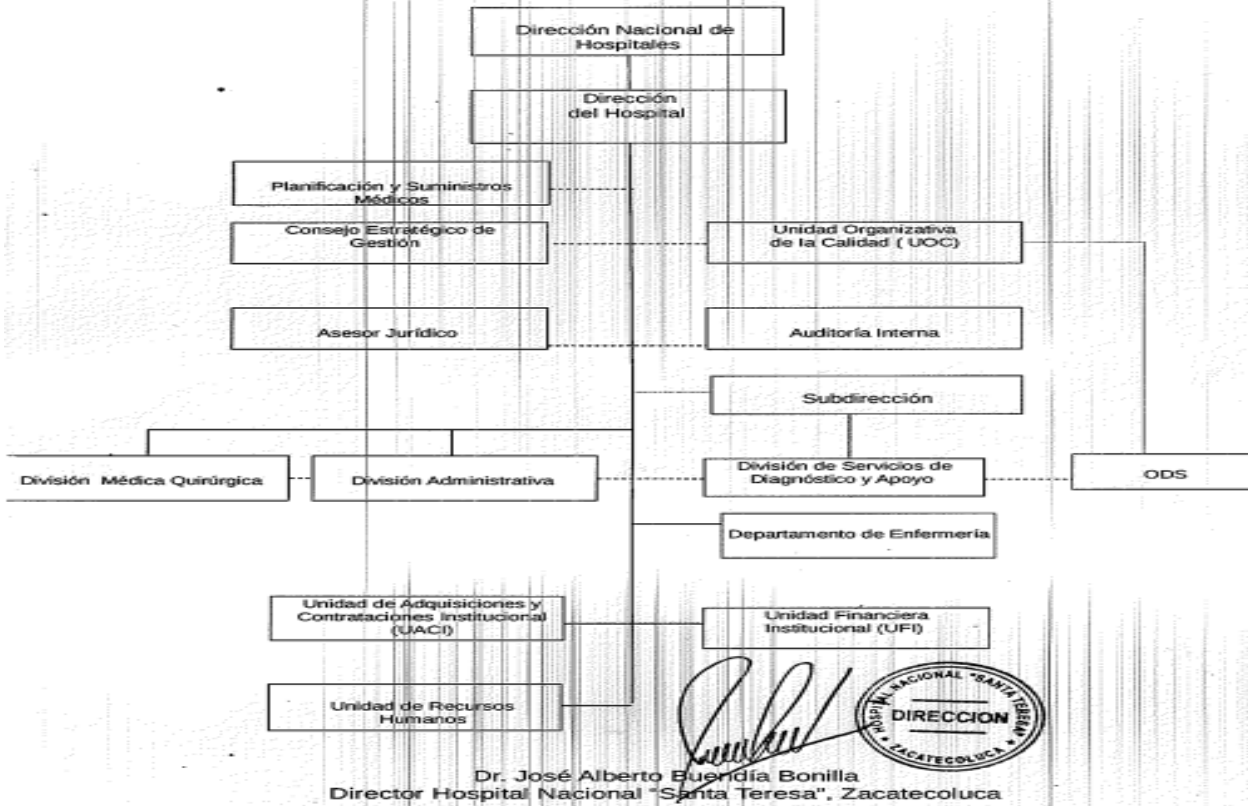 Dirección Nacional de
Hospitales
Dirección
del Hospital
Planificación y Suministros
Médicos
Consejo Estratégico de
Gestión
Unidad Organizativa
de la Calidad ( UOC)
Asesor Jurídico
Auditoría Interna
Subdirección
División Médica Quirúrgica
División Administrativa
División de Servicios de
Diagnóstico y Apoyo
ODS
Departamento de Enfermería
Unidad de Adquisiciones y
Contrataciones Institucional
(UACI)
Unidad Financiera
Institucional (UFI)
Unidad de Recursos
Humanos
HOSPITAL NACIONAL "SANTA TERESA"
DIRECCION
ZACATECOLUCA
Dr. José Alberto Buendía Bonilla
Director Hospital Nacional "Santa Teresa", Zacatecoluca